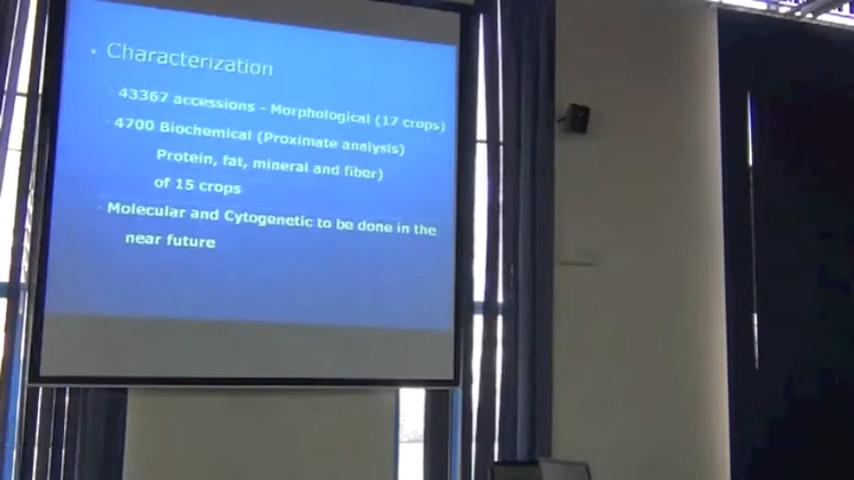 Characterization
43367 accessions - Morphological (17 crops)
4700 Biochemical (Proximate analysis)
Protein, fat, mineral and fiber)
of 15 crops
Molecular and Cytogenetic to be done in the
near future